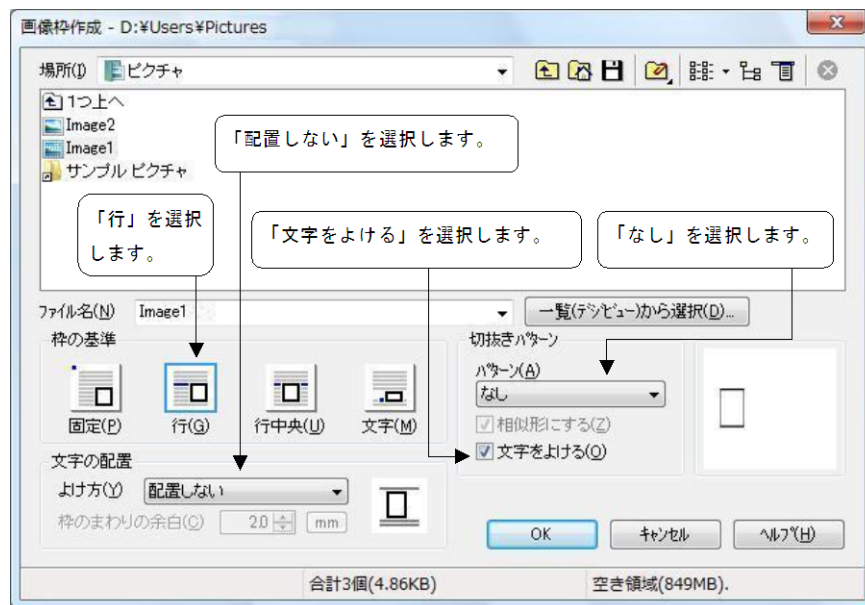 画像枠作成 - D:¥Users¥Pictures
場所(I) ピクチャ
1つ上へ
Image2
Image1
サンプル ピクチャ
「配置しない」を選択します。
「行」を選択
します。
「文字をよける」を選択します。
「なし」を選択します。
ファイル名(N) Image1 一覧(デジビュー)から選択(D)...
枠の基準
固定(P) 行(G) 行中央(U) 文字(M)
切抜きパターン
パターン(A)
なし
相似形にする(Z)
文字をよける(O)
文字の配置
よけ方(Y) 配置しない
枠のまわりの余白(C) 2.0 mm
OK キャンセル ヘルプ(H)
合計3個(4.86KB) 空き領域(849MB).